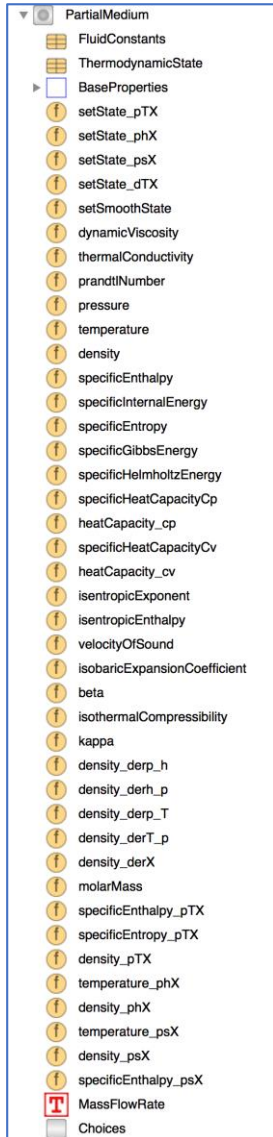 PartialMedium
FluidConstants
ThermodynamicState
BaseProperties
f setState_pTX
f setState_phX
f setState_psX
f setState_dTX
f setSmoothState
f dynamicViscosity
f thermalConductivity
f prandtlNumber
f pressure
f temperature
f density
f specificEnthalpy
f specificInternalEnergy
f specificEntropy
f specificGibbsEnergy
f specificHelmholtzEnergy
f specificHeatCapacityCp
f heatCapacity_cp
f specificHeatCapacityCv
f heatCapacity_cv
f isentropicExponent
f isentropicEnthalpy
f velocityOfSound
f isobaricExpansionCoefficient
f beta
f isothermalCompressibility
f kappa
f density_derp_h
f density_derh_p
f density_derp_T
f density_derT_p
f density_derX
f molarMass
f specificEnthalpy_pTX
f specificEntropy_pTX
f density_pTX
f temperature_phX
f density_phX
f temperature_psX
f density_psX
f specificEnthalpy_psX
T MassFlowRate
Choices